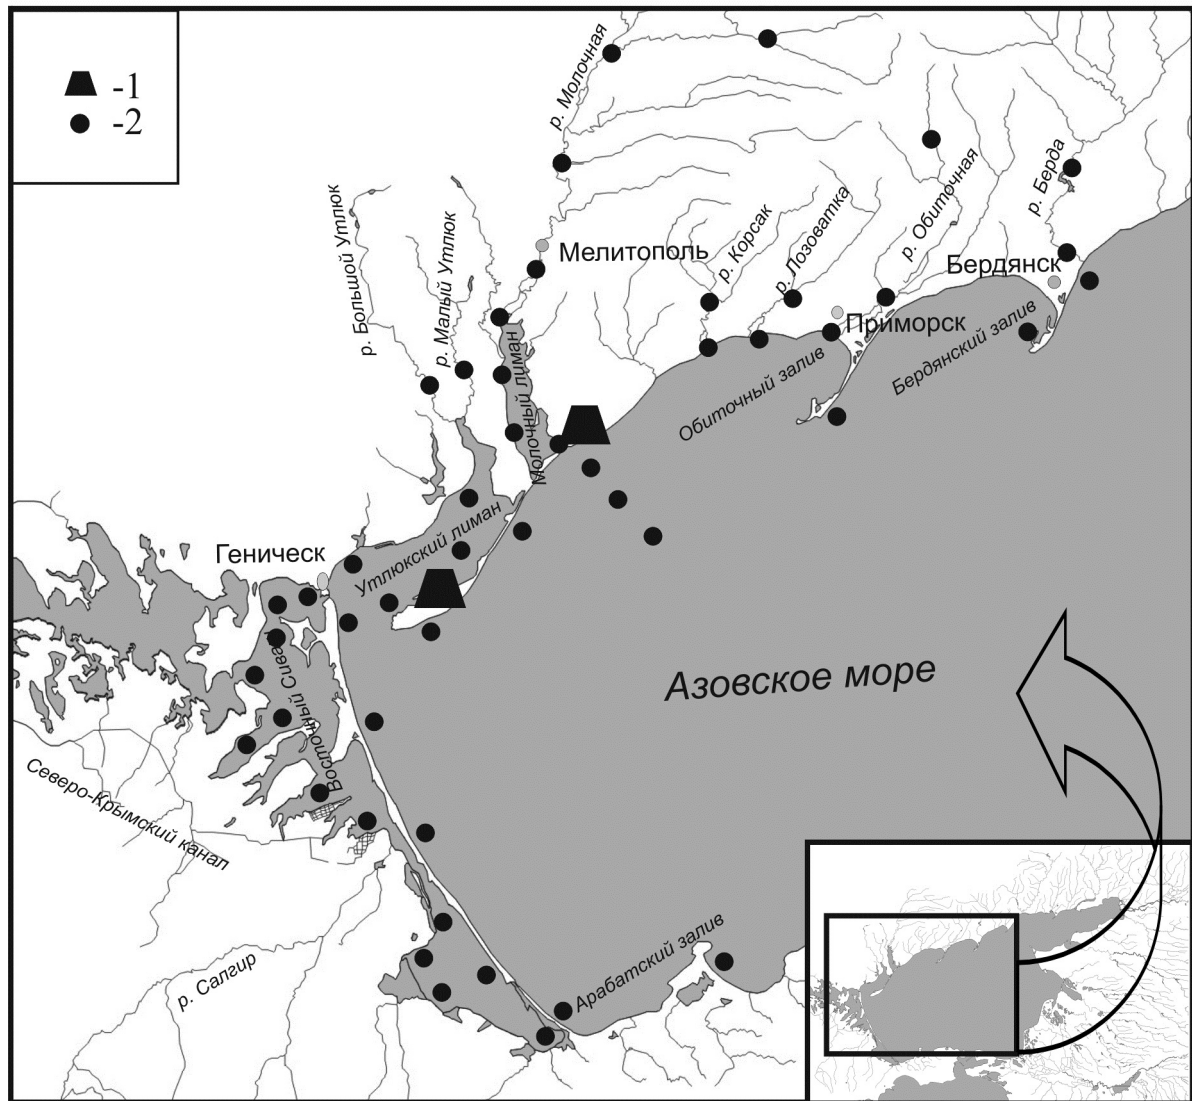 -1
-2
р. Молочная
р. Большой Утлюк
р. Малый Утлюк
Мелитополь
р. Корсак
р. Лозоватка
р. Обиточная
р. Берда
Бердянск
Приморск
Молочный лиман
Обиточный залив
Бердянский залив
Геническ
Утлюкский лиман
Восточный Сиваш
Азовское море
Северо-Крымский канал
р. Салгир
Арабатский залив